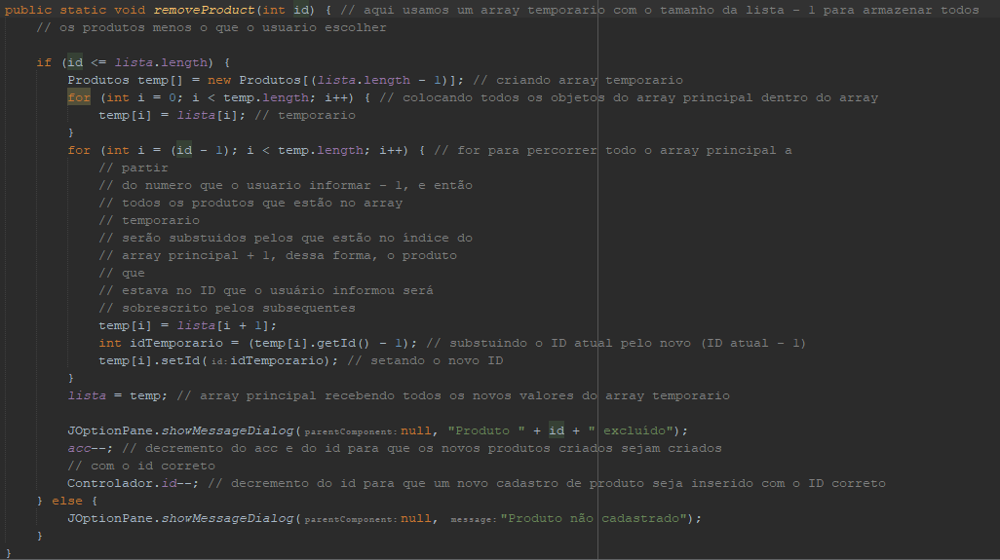 public static void removeProduct(int id) { // aqui usamos um array temporario com o tamanho da lista - 1 para armazenar todos
// os produtos menos o que o usuario escolher
if (id <= lista.length) {
Produtos temp[] = new Produtos[(lista.length - 1)]; // criando array temporario
for (int i = 0; i < temp.length; i++) { // colocando todos os objetos do array principal dentro do array
temp[i] = lista[i]; // temporario
}
for (int i = (id - 1); i < temp.length; i++) { // for para percorrer todo o array principal a
// partir
// do numero que o usuario informar - 1, e então
// todos os produtos que estão no array
// temporario
// serão substuidos pelos que estão no índice do
// array principal + 1, dessa forma, o produto
// que
// estava no ID que o usuário informou será
// sobrescrito pelos subsequentes
temp[i] = lista[i + 1];
int idTemporario = (temp[i].getId() - 1); // substuindo o ID atual pelo novo (ID atual - 1)
temp[i].setId( id: idTemporario); // setando o novo ID
}
lista = temp; // array principal recebendo todos os novos valores do array temporario
JOptionPane.showMessageDialog( parentComponent: null, "Produto " + id + " excluído");
acc--; // decremento do acc e do id para que os novos produtos criados sejam criados
// com o id correto
Controlador.id--; // decremento do id para que um novo cadastro de produto seja inserido com o ID correto
} else {
JOptionPane.showMessageDialog( parentComponent: null, message: "Produto não cadastrado");
}
}